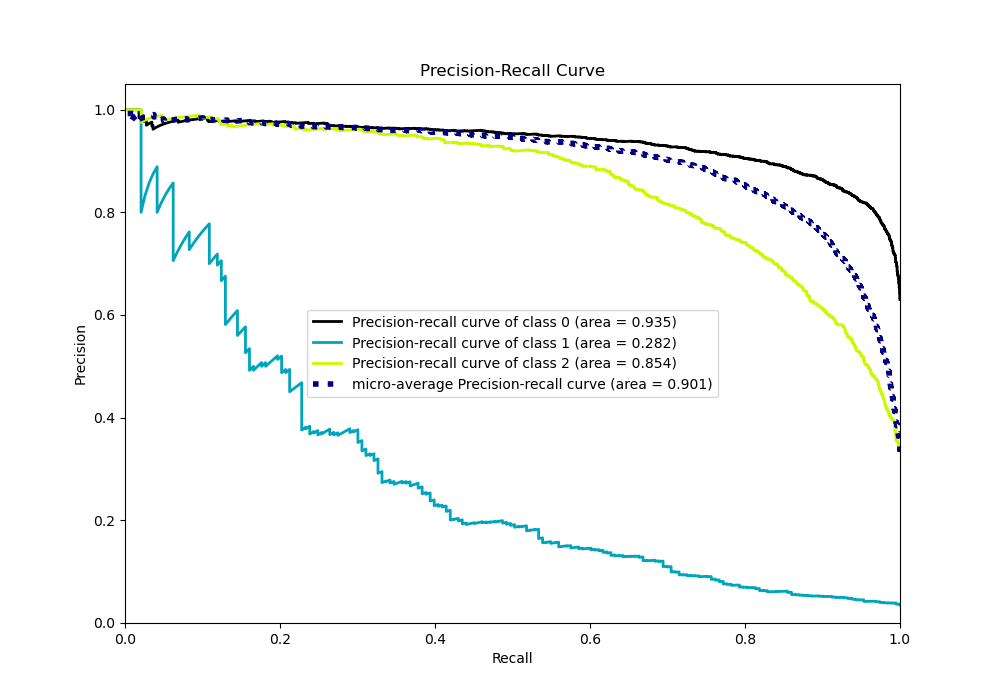 Precision-Recall Curve
1.0
0.8
0.6
0.4
0.2
0.0
Precision
Precision-recall curve of class 0 (area = 0.935)
Precision-recall curve of class 1 (area = 0.282)
Precision-recall curve of class 2 (area = 0.854)
micro-average Precision-recall curve (area = 0.901)
0.0 0.2 0.4 0.6 0.8 1.0
Recall